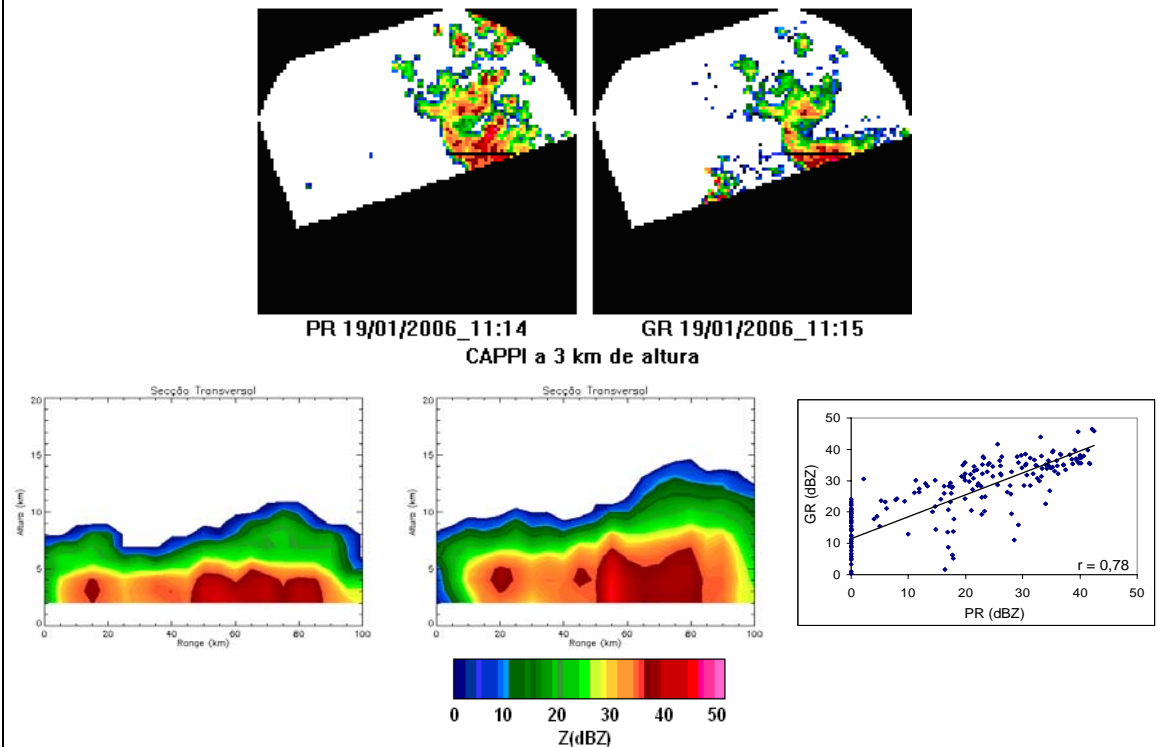 PR 19/01/2006_11:14
GR 19/01/2006_11:15
CAPPI a 3 km de altura
Secção Transversal
20
15
10
5
0
Altura (km)
0 20 40 60 80 100
Range (km)
Secção Transversal
20
15
10
5
0
Altura (km)
0 20 40 60 80 100
Range (km)
50
40
30
20
10
0
GR (dBZ)
r = 0,78
0 10 20 30 40 50
PR (dBZ)
0 10 20 30 40 50
Z(dBZ)